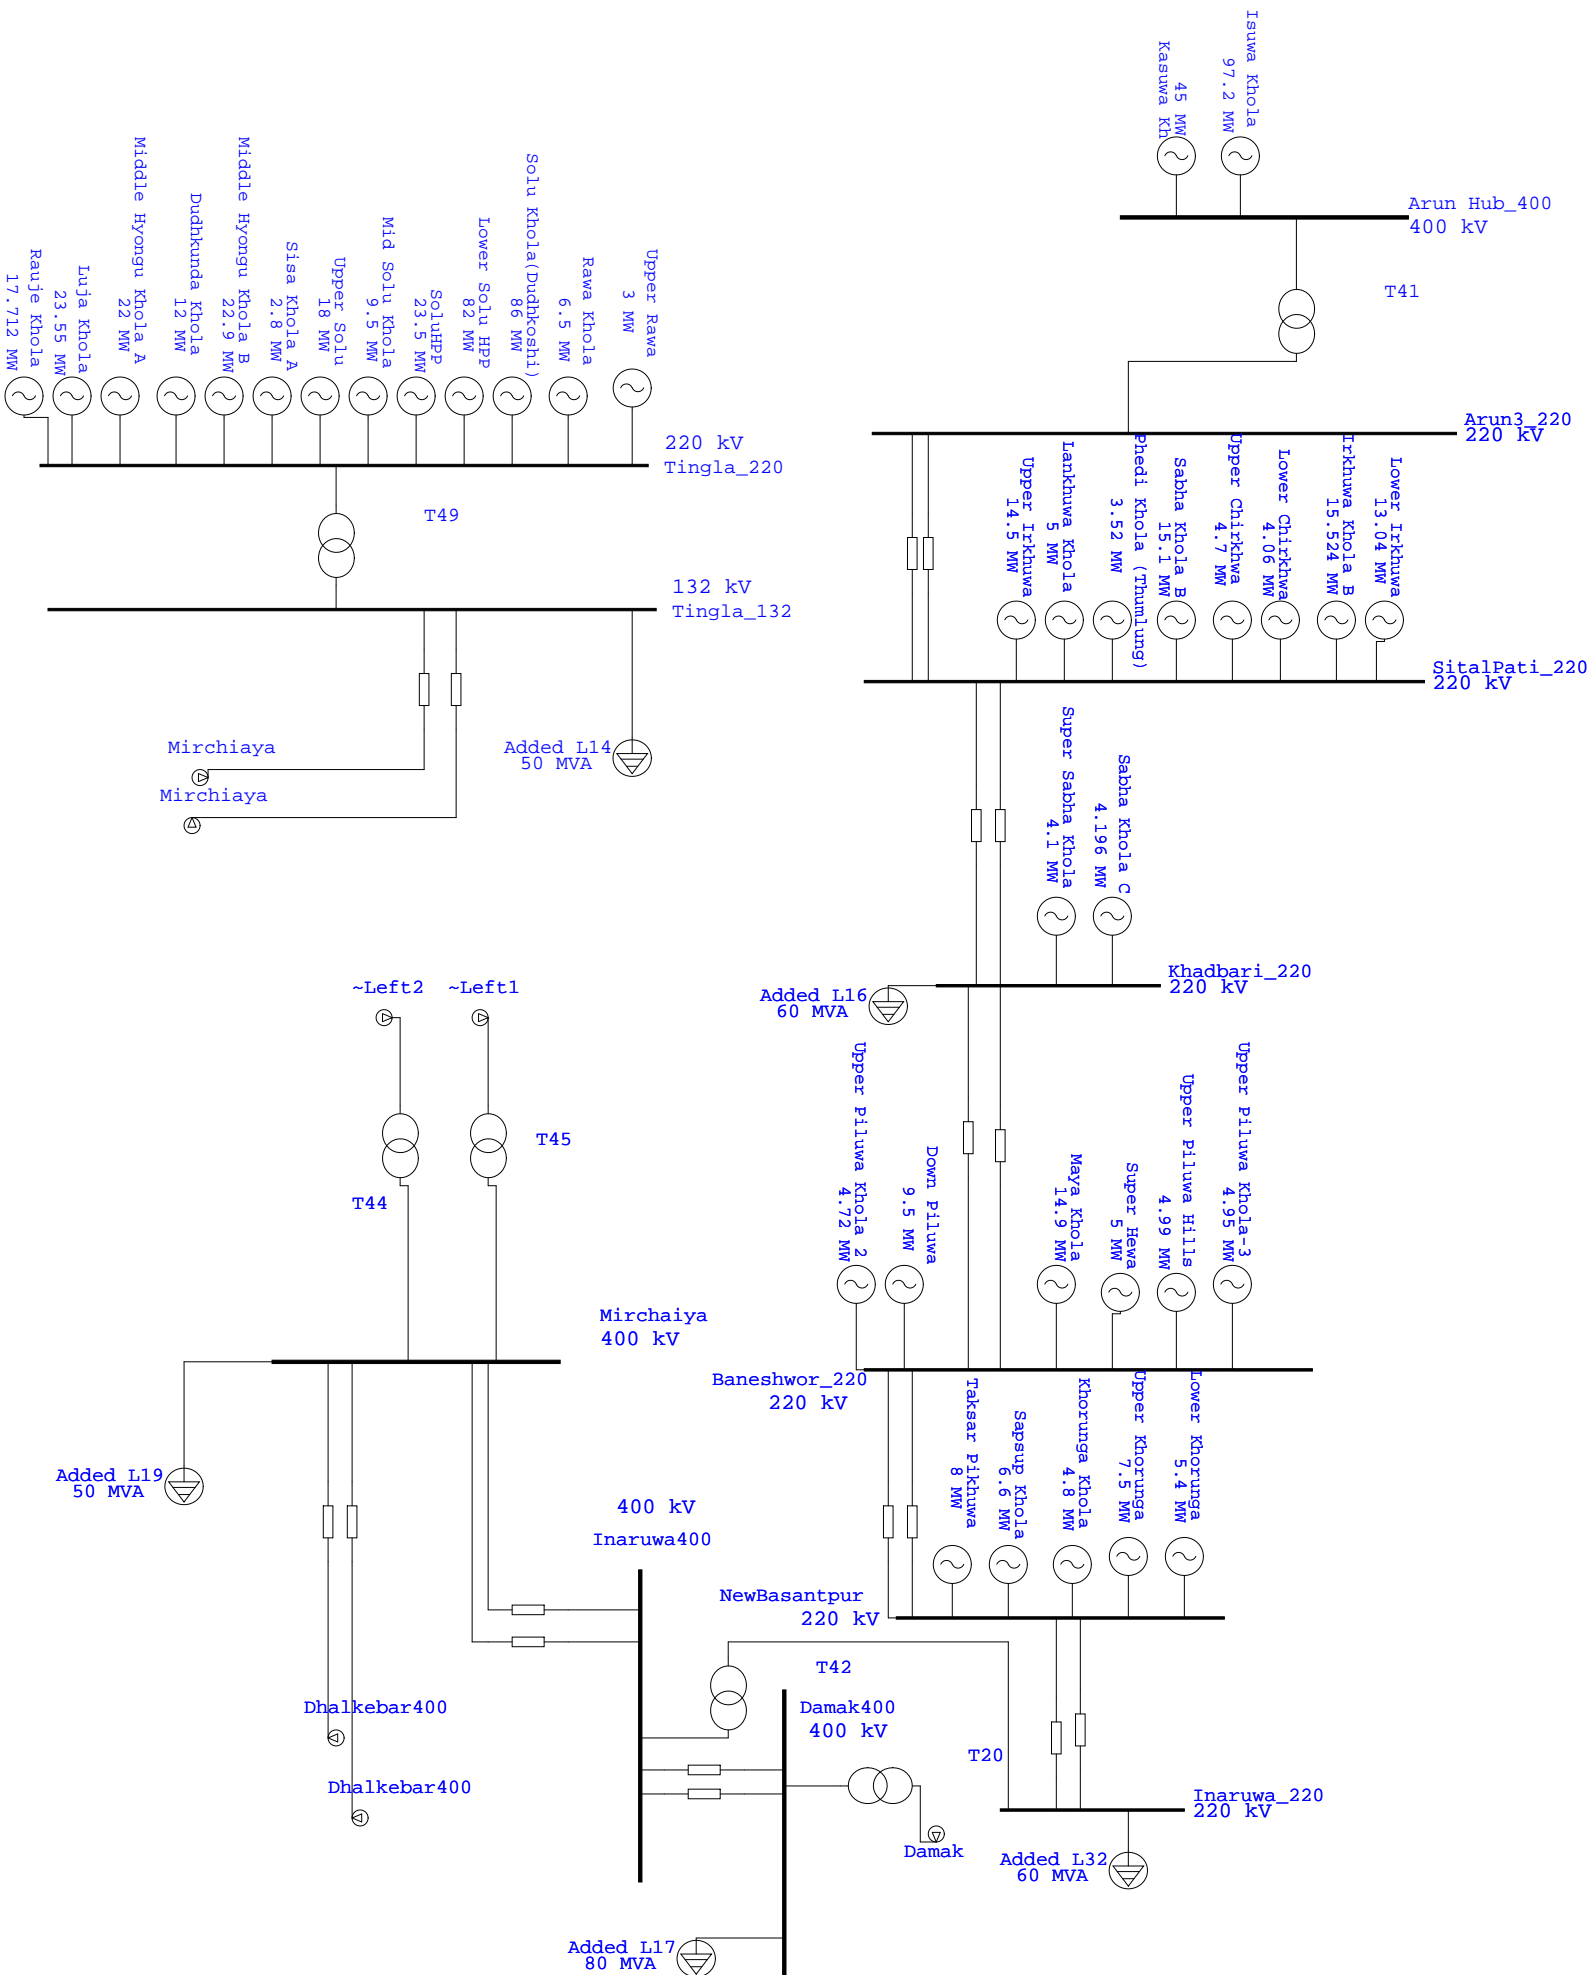 Isuwa Khola
97.2 MW
45 MW
Kasuwa Kh
Arun Hub_400
400 kV
T41
Upper Rawa
3 MW
Rawa Khola
6.5 MW
Solu Khola(Dudhkoshi)
86 MW
Lower Solu HPP
82 MW
SoluHPP
23.5 MW
Mid Solu Khola
9.5 MW
Upper Solu
18 MW
Sisa Khola A
2.8 MW
Middle Hyongu Khola B
22.9 MW
Dudhkunda Khola
12 MW
Middle Hyongu Khola A
22 MW
Luja Khola
23.55 MW
Rauje Khola
17.712 MW
220 kV
Tingla_220
T49
132 kV
Tingla_132
Mirchiaya
Mirchiaya
Added L14
50 MVA
Arun3_220
220 kV
Lower Irkhuwa
13.04 MW
Irkhuwa Khola B
15.524 MW
Lower Chirkhwa
4.06 MW
Upper Chirkhwa
4.7 MW
Sabha Khola B
15.1 MW
Phedi Khola (Thumlung)
3.52 MW
Lankhuwa Khola
5 MW
Upper Irkhuwa
14.5 MW
SitalPati_220
220 kV
Sabha Khola C
4.196 MW
Super Sabha Khola
4.1 MW
Khadbari_220
220 kV
Added L16
60 MVA
~Left2
~Left1
T45
T44
Upper Piluwa Khola-3
4.95 MW
Upper Piluwa Hills
4.99 MW
Super Hewa
5 MW
Maya Khola
14.9 MW
Down Piluwa
9.5 MW
Upper Piluwa Khola 2
4.72 MW
Mirchaiya
400 kV
Baneshwor_220
220 kV
Lower Khorunga
5.4 MW
Upper Khorunga
7.5 MW
Khorunga Khola
4.8 MW
Sapsup Khola
6.6 MW
Taksar Pikhuwa
8 MW
Added L19
50 MVA
400 kV
Inaruwa400
NewBasantpur
220 kV
T42
Dhalkebar400
Damak400
400 kV
T20
Dhalkebar400
Inaruwa_220
220 kV
Damak
Added L32
60 MVA
Added L17
80 MVA